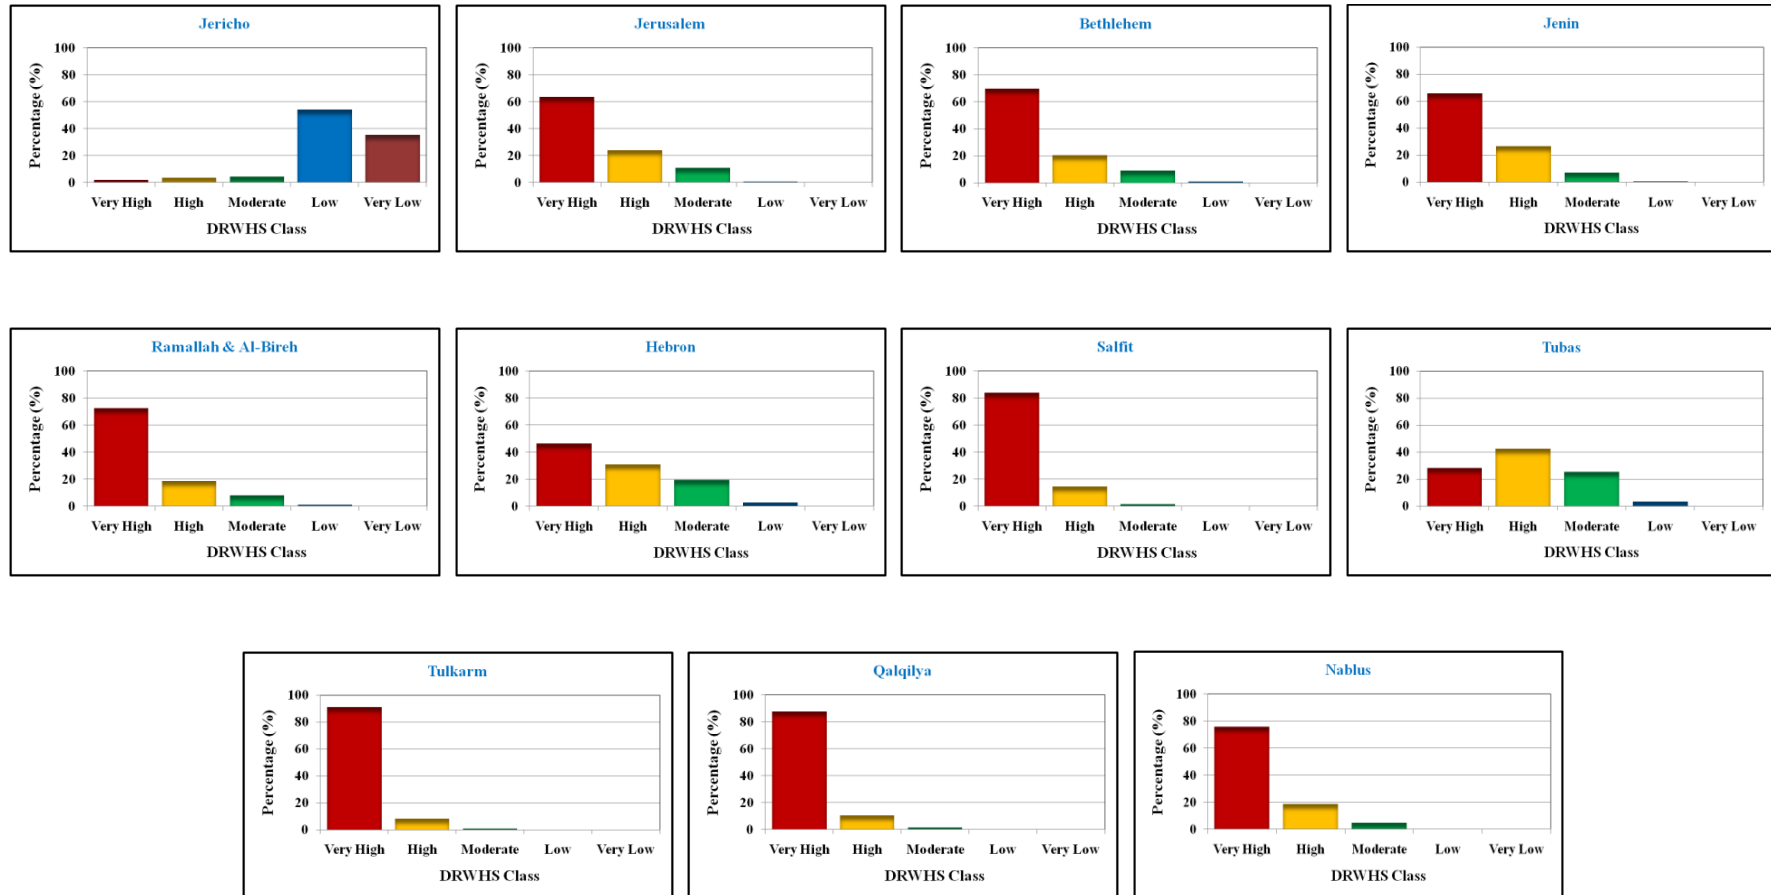 Jericho
Percentage (%)
100
80
60
40
20
0
Very High High Moderate Low Very Low
DRWHS Class
Jerusalem
Percentage (%)
100
80
60
40
20
0
Very High High Moderate Low Very Low
DRWHS Class
Bethlehem
Percentage (%)
100
80
60
40
20
0
Very High High Moderate Low Very Low
DRWHS Class
Jenin
Percentage (%)
100
80
60
40
20
0
Very High High Moderate Low Very Low
DRWHS Class
Ramallah & Al-Bireh
Percentage (%)
100
80
60
40
20
0
Very High High Moderate Low Very Low
DRWHS Class
Hebron
Percentage (%)
100
80
60
40
20
0
Very High High Moderate Low Very Low
DRWHS Class
Salfit
Percentage (%)
100
80
60
40
20
0
Very High High Moderate Low Very Low
DRWHS Class
Tubas
Percentage (%)
100
80
60
40
20
0
Very High High Moderate Low Very Low
DRWHS Class
Tulkarm
Percentage (%)
100
80
60
40
20
0
Very High High Moderate Low Very Low
DRWHS Class
Qalqilya
Percentage (%)
100
80
60
40
20
0
Very High High Moderate Low Very Low
DRWHS Class
Nablus
Percentage (%)
100
80
60
40
20
0
Very High High Moderate Low Very Low
DRWHS Class